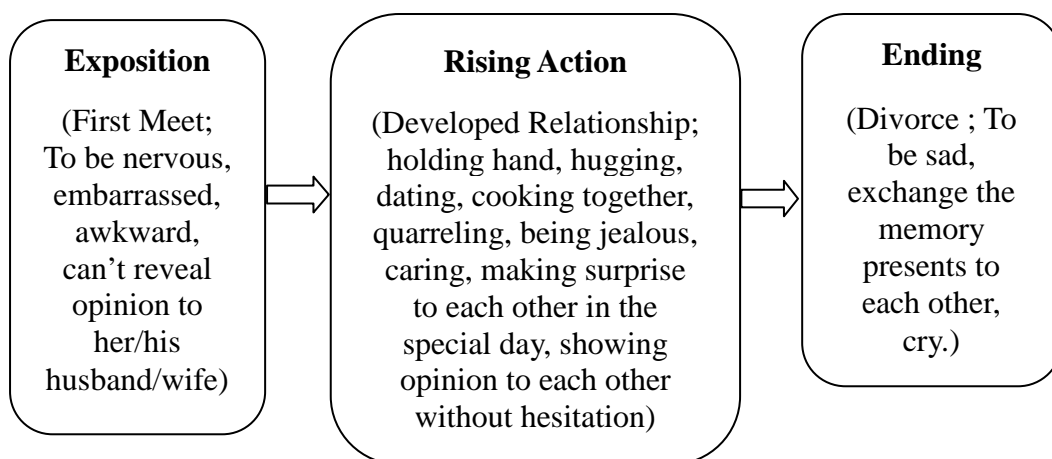 Exposition
(First Meet;
To be nervous,
embarrassed,
awkward,
can’t reveal
opinion to
her/his
husband/wife)
Rising Action
(Developed Relationship;
holding hand, hugging,
dating, cooking together,
quarreling, being jealous,
caring, making surprise
to each other in the
special day, showing
opinion to each other
without hesitation)
Ending
(Divorce ; To
be sad,
exchange the
memory
presents to
each other,
cry.)